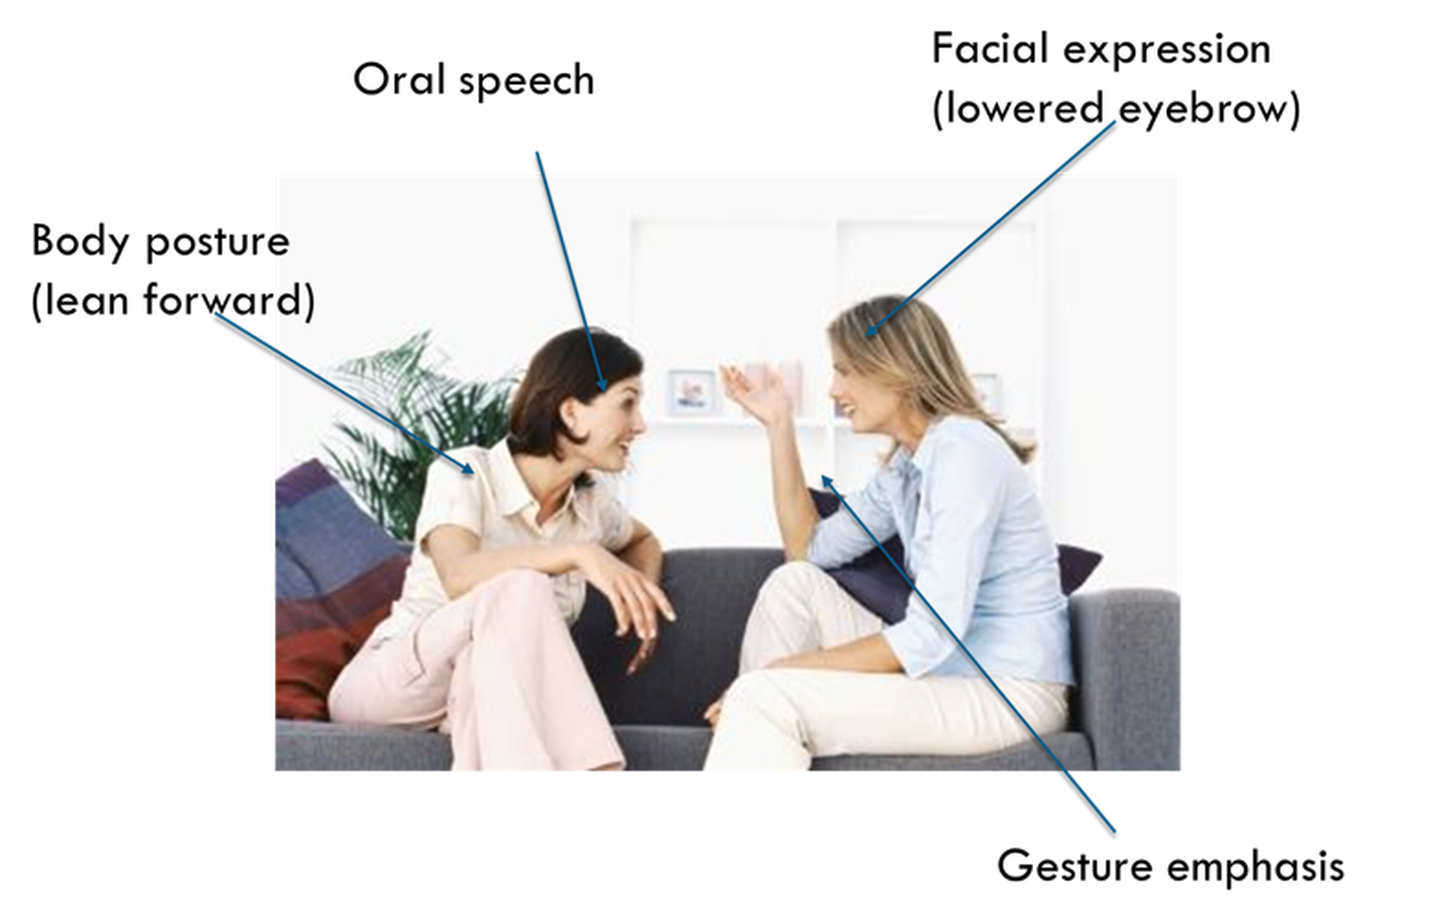 Oral speech
Facial expression
(lowered eyebrow)
Body posture
(lean forward)
Gesture emphasis